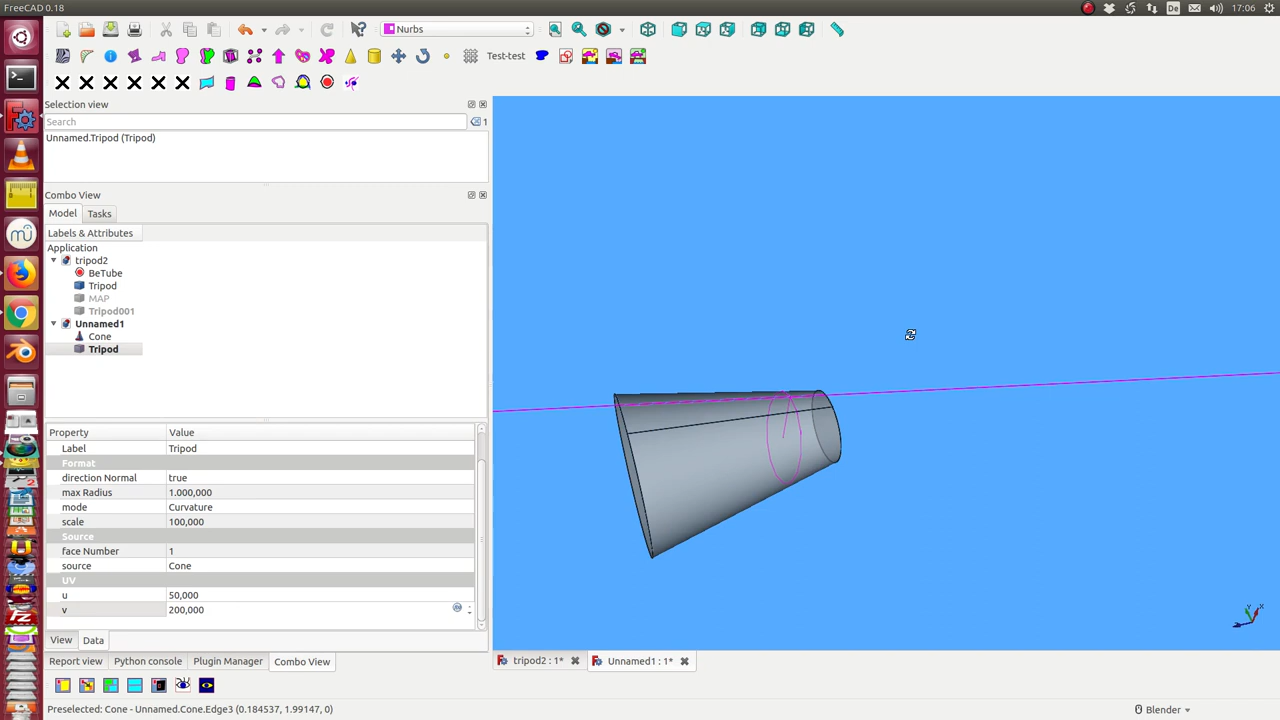 FreeCAD 0.18
De
17:06
Nurbs
Test-test
Selection view
Search
1
Unnamed.Tripod (Tripod)
Combo View
Model
Tasks
Labels & Attributes
Application
tripod2
BeTube
Tripod
MAP
Tripod001
Unnamed1
Cone
Tripod
Property
Value
Label
Tripod
Format
direction Normal
true
max Radius
1.000,000
mode
Curvature
scale
100,000
Source
face Number
1
source
Cone
UV
u
50,000
v
200,000
View
Data
Report view
Python console
Plugin Manager
Combo View
tripod2 : 1*
Unnamed1 : 1*
Y
X
Preselected: Cone - Unnamed.Cone.Edge3 (0.184537, 1.99147, 0)
Blender